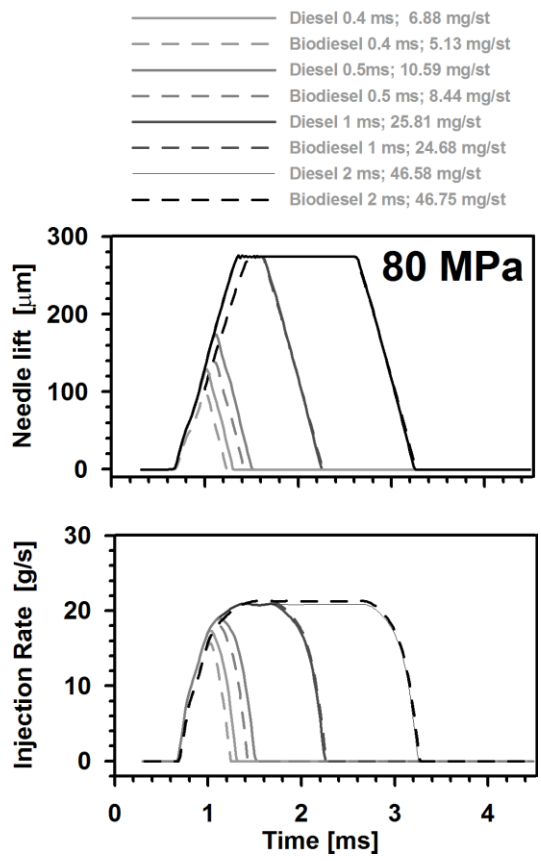 Diesel 0.4 ms; 6.88 mg/st
Biodiesel 0.4 ms; 5.13 mg/st
Diesel 0.5ms; 10.59 mg/st
Biodiesel 0.5 ms; 8.44 mg/st
Diesel 1 ms; 25.81 mg/st
Biodiesel 1 ms; 24.68 mg/st
Diesel 2 ms; 46.58 mg/st
Biodiesel 2 ms; 46.75 mg/st
300
80 MPa
200
Needle lift [μm]
100
0
30
20
Injection Rate [g/s]
10
0
0 1 2 3 4
Time [ms]